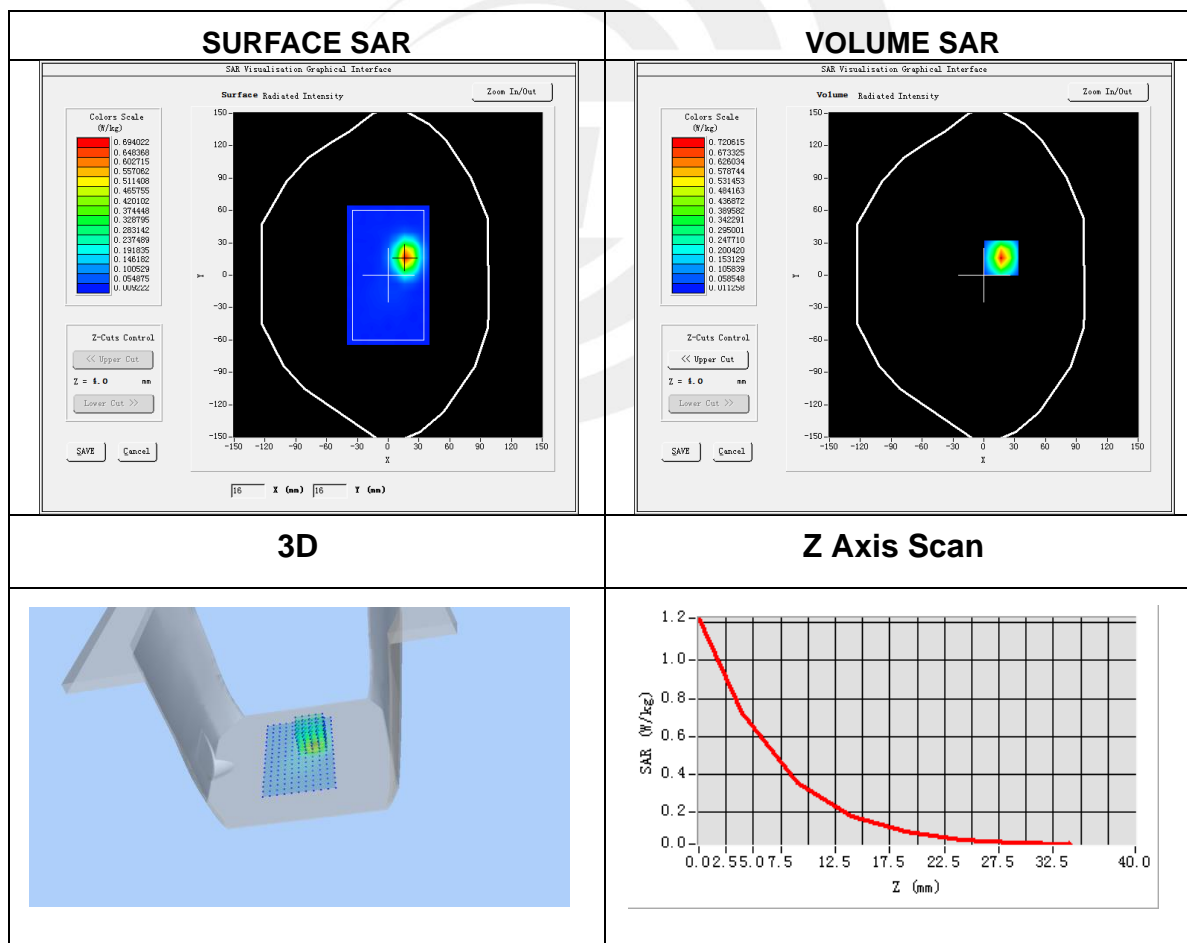 SURFACE SAR
SAR Visualisation Graphical Interface
Surface Radiated Intensity
Zoom In/Out
Colors Scale
(W/kg)
0.694022
0.648368
0.602715
0.557062
0.511408
0.465755
0.420102
0.374448
0.328795
0.283142
0.237489
0.191835
0.146182
0.100529
0.054875
0.009222
Z-Cuts Control
<< Upper Cut
Z = 4.0 mm
Lower Cut >>
SAVE Cancel
150
120
90
60
30
0
-30
-60
-90
-120
-150
Y
-150 -120 -90 -60 -30 0 30 60 90 120 150
X
16 X (mm) 16 Y (mm)
VOLUME SAR
SAR Visualisation Graphical Interface
Volume Radiated Intensity
Zoom In/Out
Colors Scale
(W/kg)
0.720615
0.673325
0.626034
0.578744
0.531453
0.484163
0.436872
0.389582
0.342291
0.295001
0.247710
0.200420
0.153129
0.105839
0.058548
0.011258
Z-Cuts Control
<< Upper Cut
Z = 4.0 mm
Lower Cut >>
SAVE Cancel
150
120
90
60
30
0
-30
-60
-90
-120
-150
Y
-150 -120 -90 -60 -30 0 30 60 90 120 150
X
3D
Z Axis Scan
1.2
1.0
0.8
0.6
0.4
0.2
0.0
SAR (W/kg)
0.0 2.5 5.0 7.5 12.5 17.5 22.5 27.5 32.5 40.0
Z (mm)